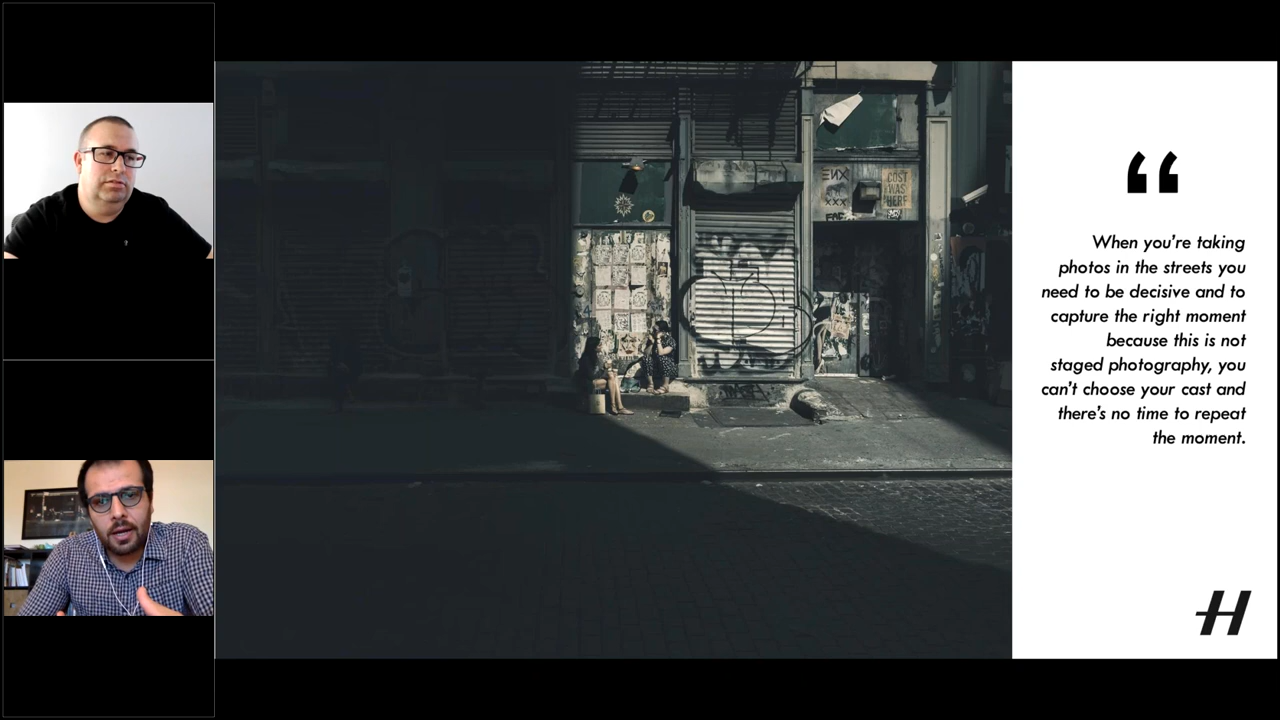 “
When you’re taking
photos in the streets you
need to be decisive and to
capture the right moment
because this is not
staged photography, you
can’t choose your cast and
there’s no time to repeat
the moment.
H
ENX
XXX
COST
WAS
HERE